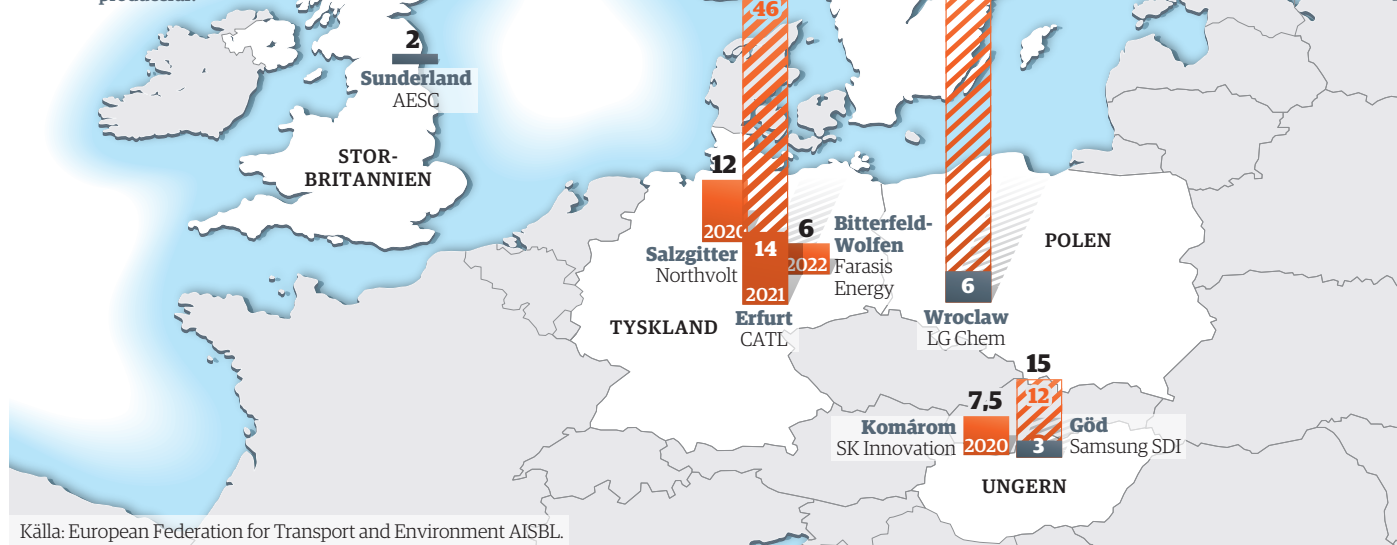 produceras.
46
2
Sunderland
AESC
STOR-
BRITANNIEN
12
2020
Salzgitter
Northvolt
14
2021
Erfurt
CATL
6
2022
Bitterfeld-
Wolfen
Farasis
Energy
TYSKLAND
POLEN
6
Wroclaw
LG Chem
15
12
3
Göd
Samsung SDI
7,5
2020
Komárom
SK Innovation
UNGERN
Källa: European Federation for Transport and Environment AISBL.